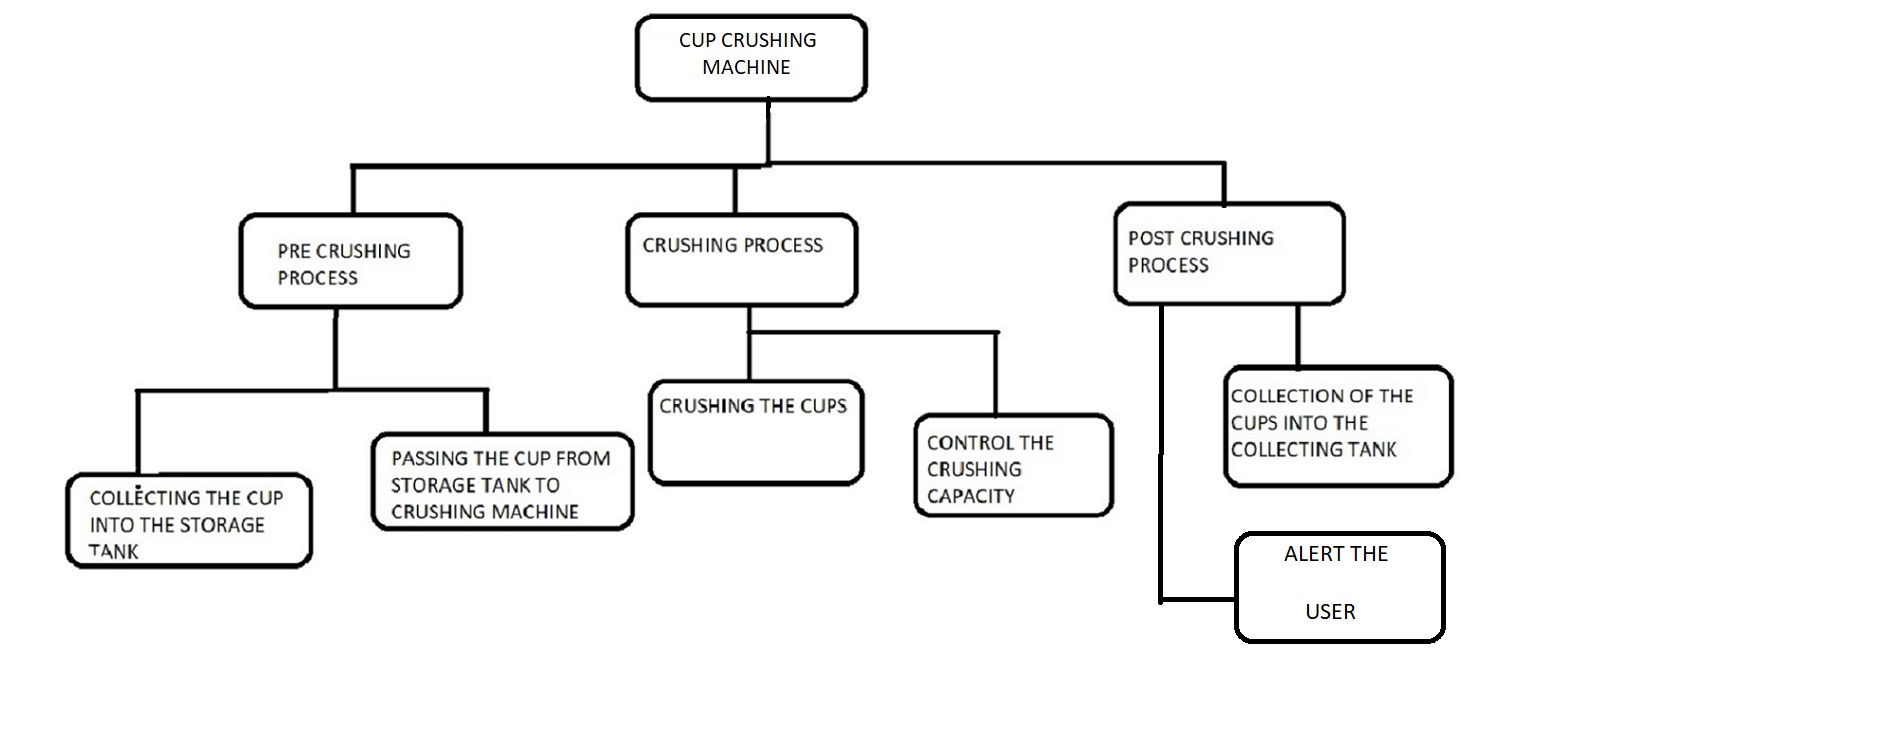 CUP CRUSHING
MACHINE
PRE CRUSHING
PROCESS
CRUSHING PROCESS
POST CRUSHING
PROCESS
COLLECTING THE CUP
INTO THE STORAGE
TANK
PASSING THE CUP FROM
STORAGE TANK TO
CRUSHING MACHINE
CRUSHING THE CUPS
CONTROL THE
CRUSHING
CAPACITY
COLLECTION OF THE
CUPS INTO THE
COLLECTING TANK
ALERT THE
USER